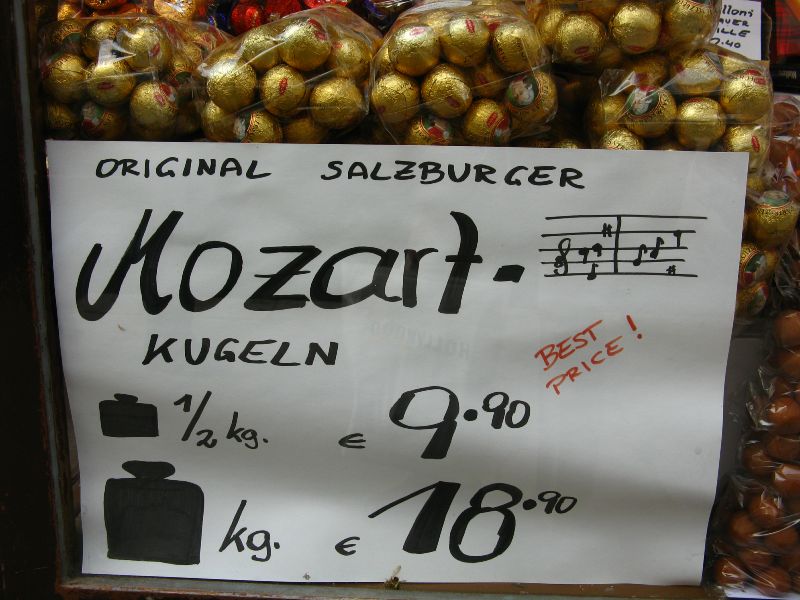 ORIGINAL SALZBURGER
Mozart-
KUGELN
BEST
PRICE!
1/2 kg. € 9.90
kg. € 18.90